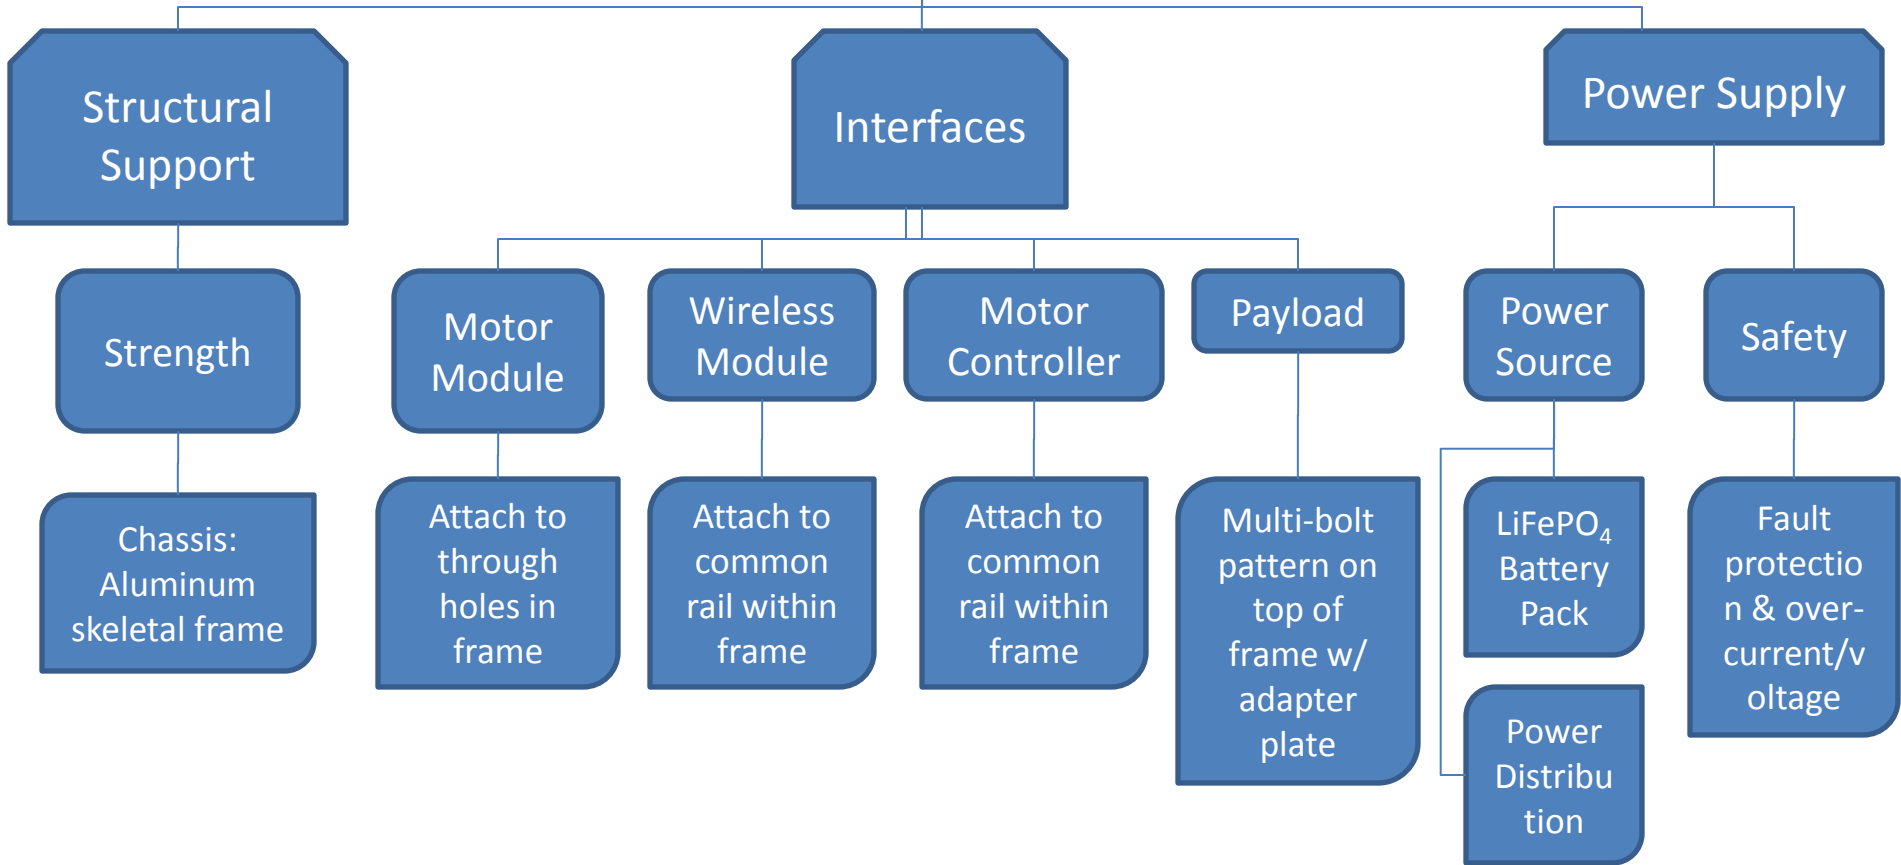 Structural
Support
Interfaces
Power Supply
Strength
Motor
Module
Wireless
Module
Motor
Controller
Payload
Power
Source
Safety
Chassis:
Aluminum
skeletal frame
Attach to
through
holes in
frame
Attach to
common
rail within
frame
Attach to
common
rail within
frame
Multi-bolt
pattern on
top of
frame w/
adapter
plate
LiFePO₄
Battery
Pack
Power
Distribu
tion
Fault
protectio
n & over-
current/v
oltage